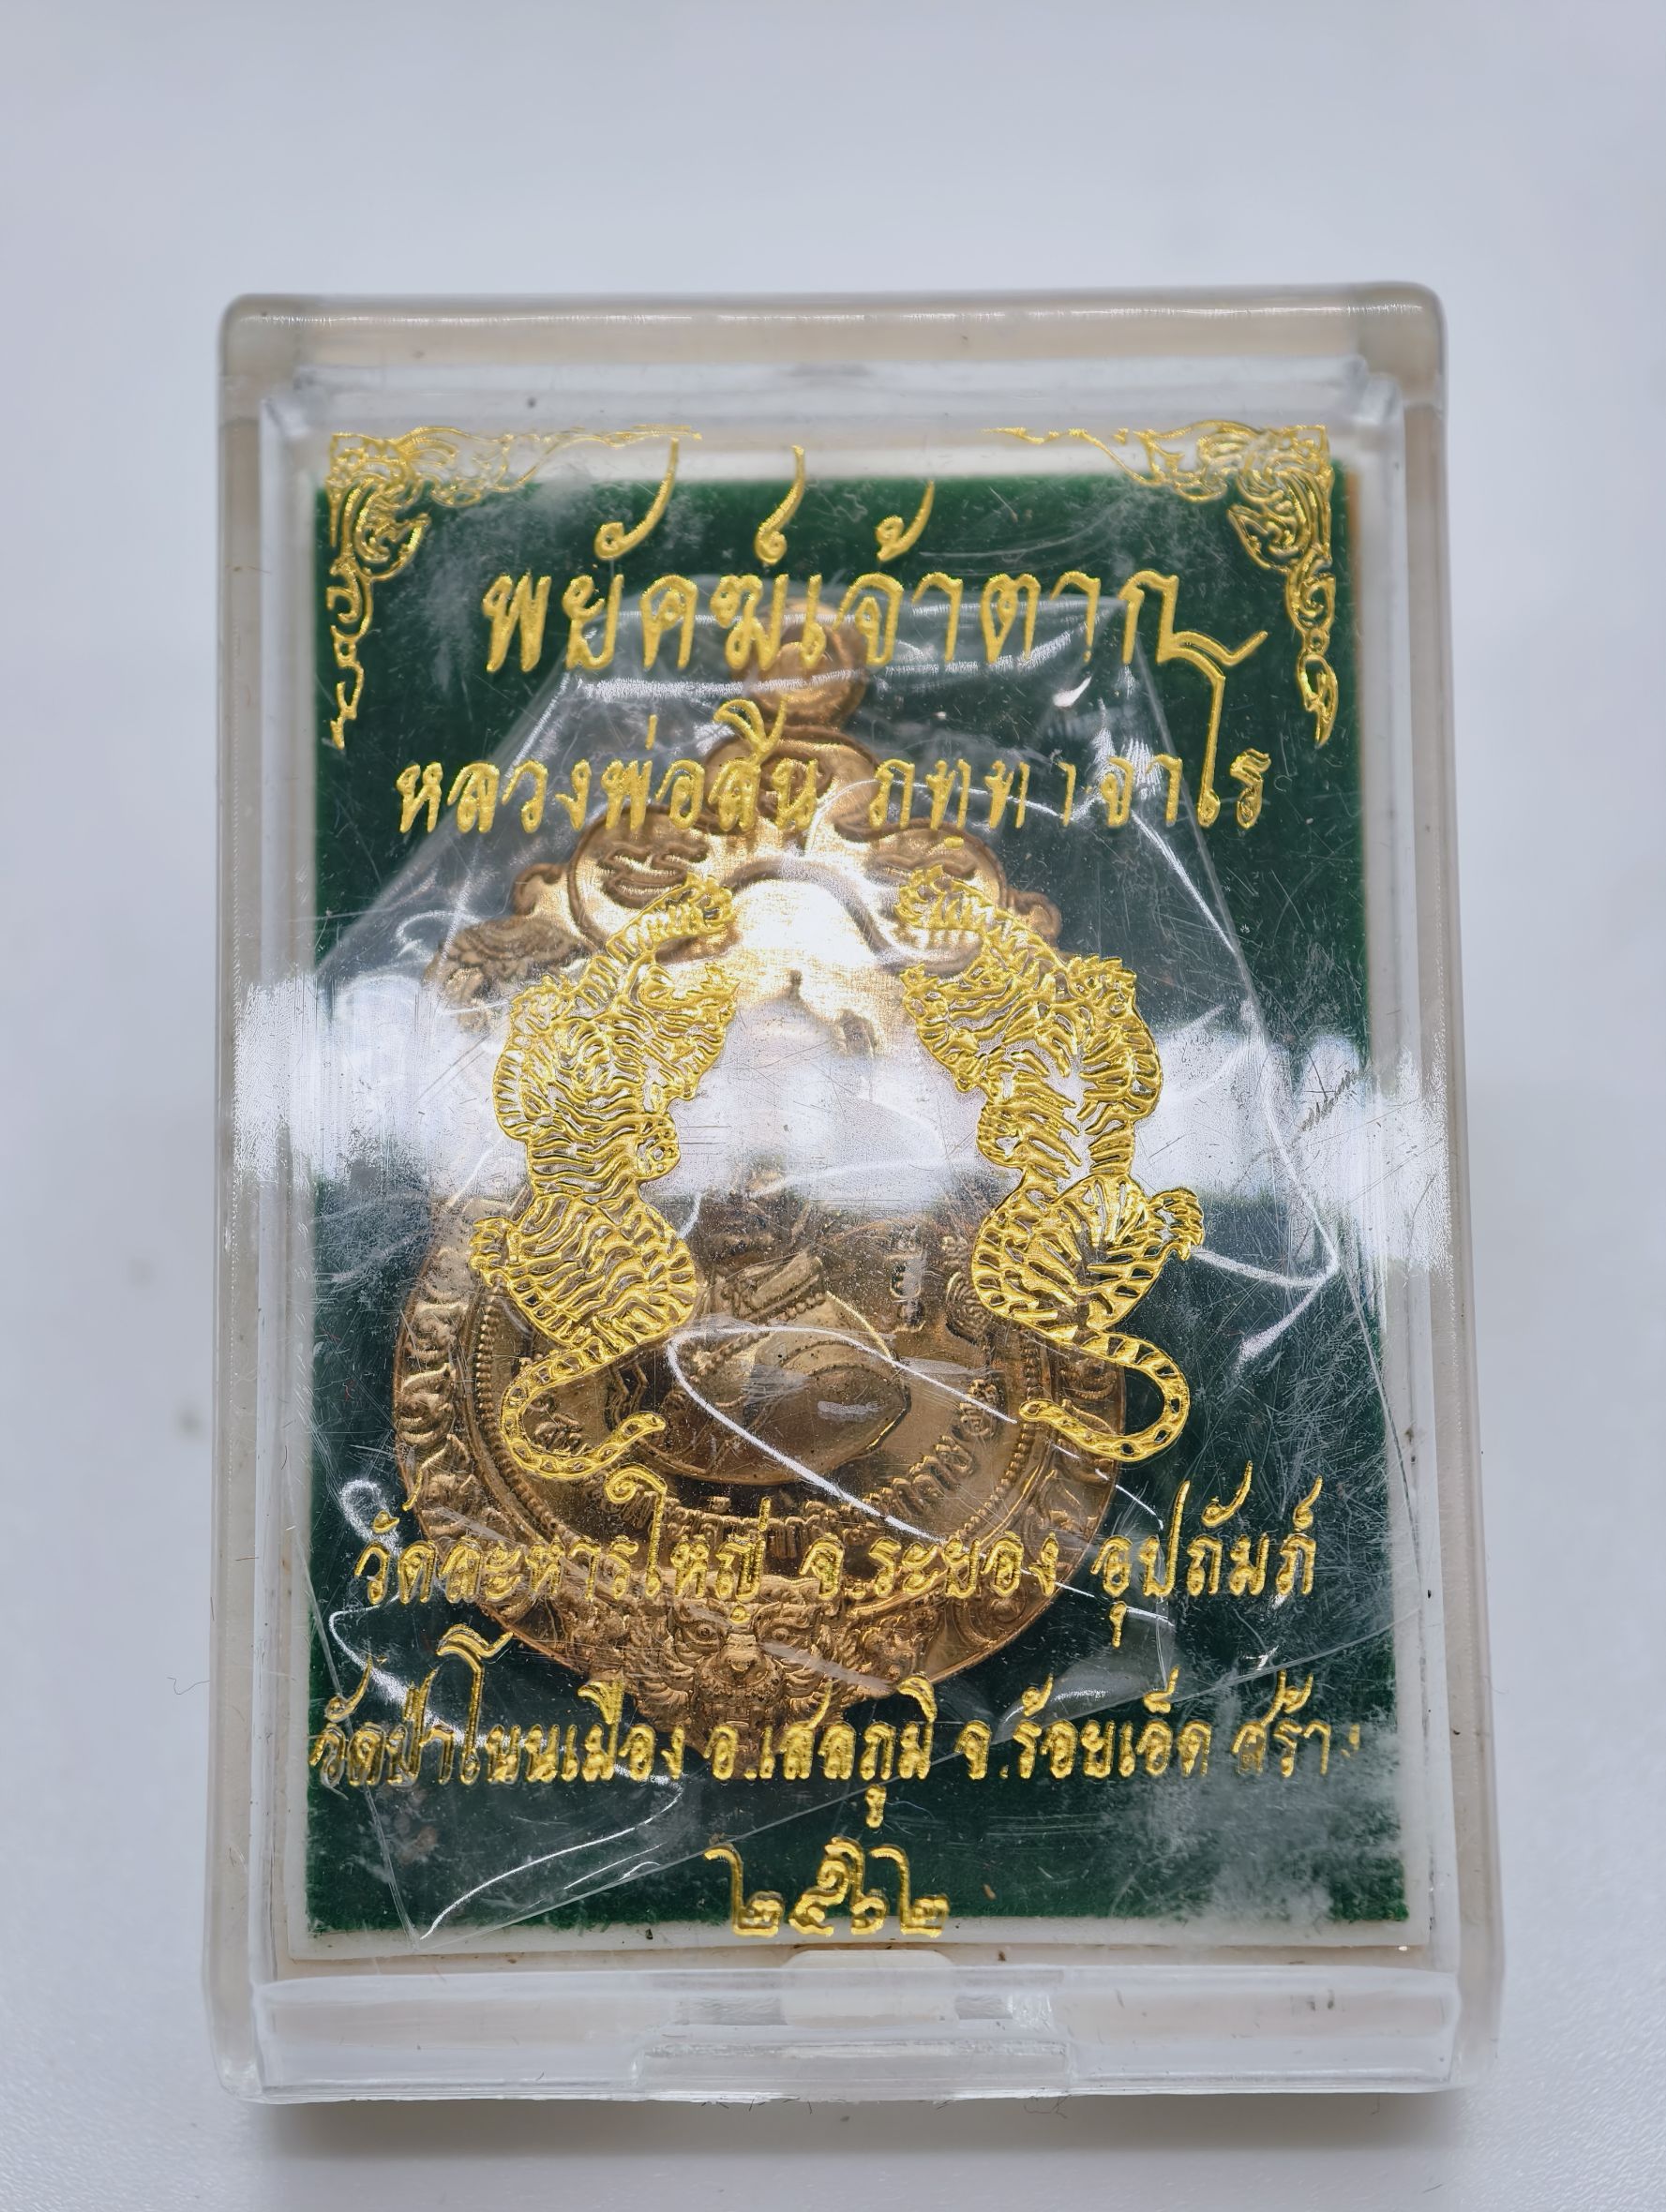 พยัคฆ์เจ้าตาก
หลวงพ่อสิน ภทฺทาจาโร
วัดละหารใหญ่ จ.ระยอง อุปถัมภ์
วัดป่าโนนเมือง อ.เสลภูมิ จ.ร้อยเอ็ด สร้าง
๒๕๖๒